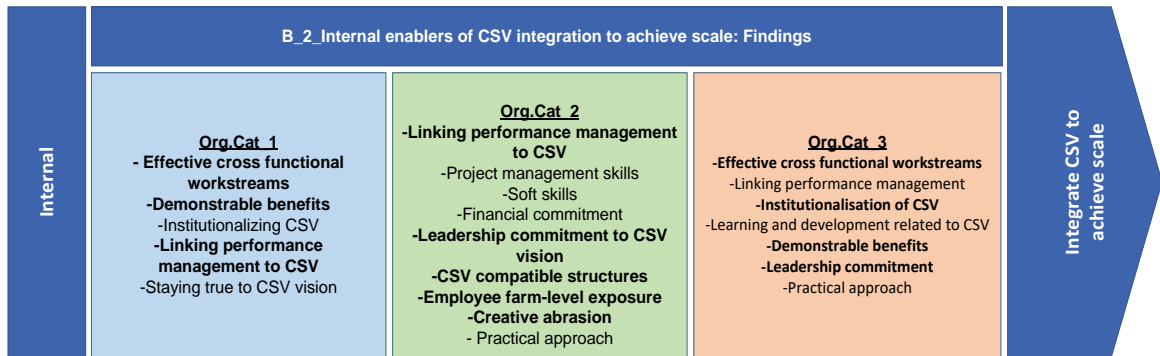 Internal
B_2_Internal enablers of CSV integration to achieve scale: Findings
Org.Cat_1
- Effective cross functional
workstreams
-Demonstrable benefits
-Institutionalizing CSV
-Linking performance
management to CSV
-Staying true to CSV vision
Org.Cat_2
-Linking performance management
to CSV
-Project management skills
-Soft skills
-Financial commitment
-Leadership commitment to CSV
vision
-CSV compatible structures
-Employee farm-level exposure
-Creative abrasion
- Practical approach
Org.Cat_3
-Effective cross functional workstreams
-Linking performance management
-Institutionalisation of CSV
-Learning and development related to CSV
-Demonstrable benefits
-Leadership commitment
-Practical approach
Integrate CSV to
achieve scale